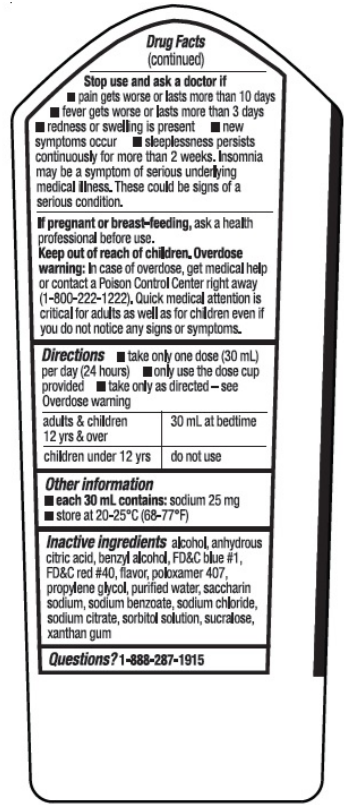 Drug Facts
(continued)
Stop use and ask a doctor if
■ pain gets worse or lasts more than 10 days
■ fever gets worse or lasts more than 3 days
■ redness or swelling is present ■ new
symptoms occur ■ sleeplessness persists
continuously for more than 2 weeks. Insomnia
may be a symptom of serious underlying
medical illness. These could be signs of a
serious condition.
If pregnant or breast-feeding, ask a health
professional before use.
Keep out of reach of children. Overdose
warning: In case of overdose, get medical help
or contact a Poison Control Center right away
(1-800-222-1222). Quick medical attention is
critical for adults as well as for children even if
you do not notice any signs or symptoms.
Directions ■ take only one dose (30 mL)
per day (24 hours) ■ only use the dose cup
provided ■ take only as directed – see
Overdose warning
adults & children 30 mL at bedtime
12 yrs & over
children under 12 yrs do not use
Other information
■ each 30 mL contains: sodium 25 mg
■ store at 20-25°C (68-77°F)
Inactive ingredients alcohol, anhydrous
citric acid, benzyl alcohol, FD&C blue #1,
FD&C red #40, flavor, poloxamer 407,
propylene glycol, purified water, saccharin
sodium, sodium benzoate, sodium chloride,
sodium citrate, sorbitol solution, sucralose,
xanthan gum
Questions? 1-888-287-1915